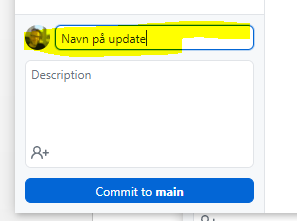 Navn på update
Description
Commit to main